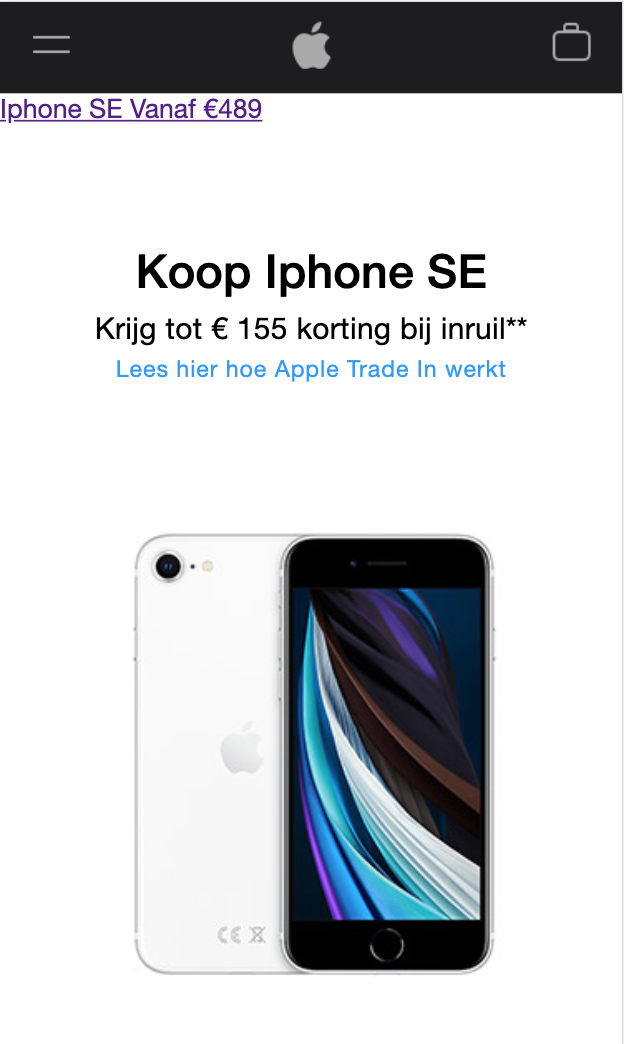 Iphone SE Vanaf €489
Koop Iphone SE
Krijg tot € 155 korting bij inruil**
Lees hier hoe Apple Trade In werkt